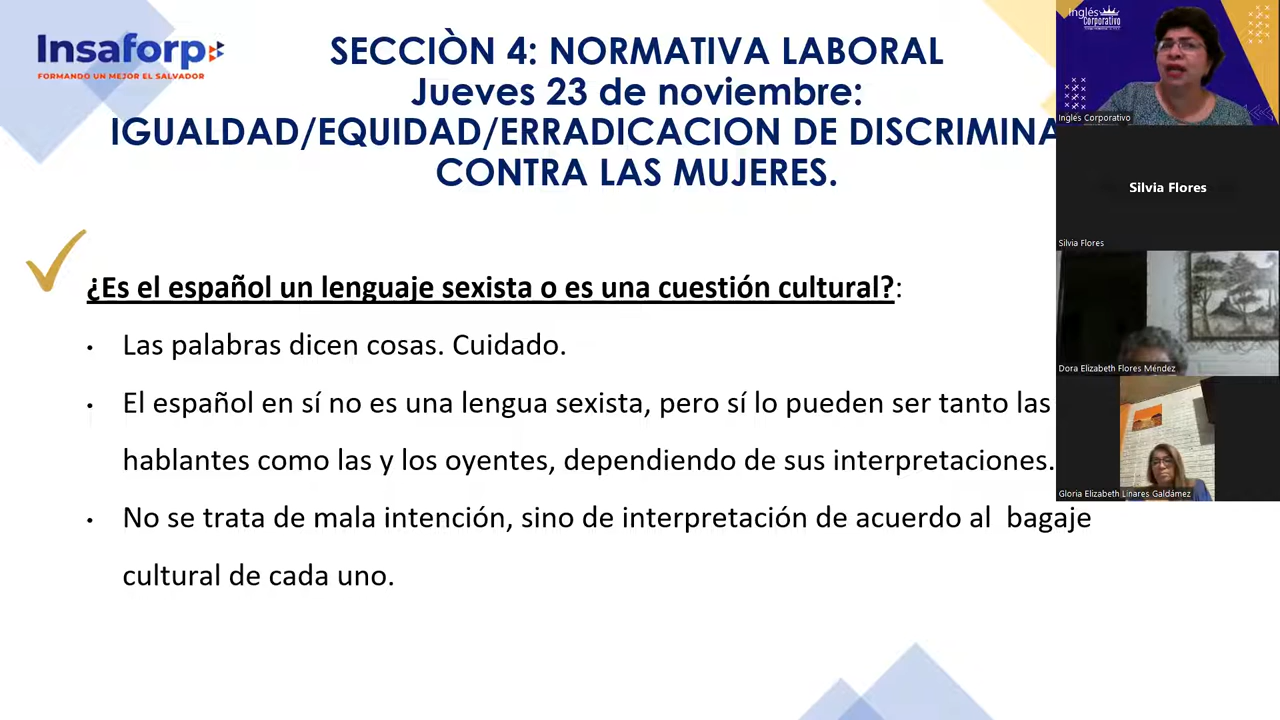 Insaforp
FORMANDO UN MEJOR EL SALVADOR
SECCIÒN 4: NORMATIVA LABORAL
Jueves 23 de noviembre:
IGUALDAD/EQUIDAD/ERRADICACION DE DISCRIMINA
CONTRA LAS MUJERES.
¿Es el español un lenguaje sexista o es una cuestión cultural?:
• Las palabras dicen cosas. Cuidado.
• El español en sí no es una lengua sexista, pero sí lo pueden ser tanto las
hablantes como las y los oyentes, dependiendo de sus interpretaciones.
• No se trata de mala intención, sino de interpretación de acuerdo al bagaje
cultural de cada uno.
Inglés
Corporativo
Inglés Corporativo
Silvia Flores
Silvia Flores
Dora Elizabeth Flores Méndez
Gloria Elizabeth Linares Galdámez